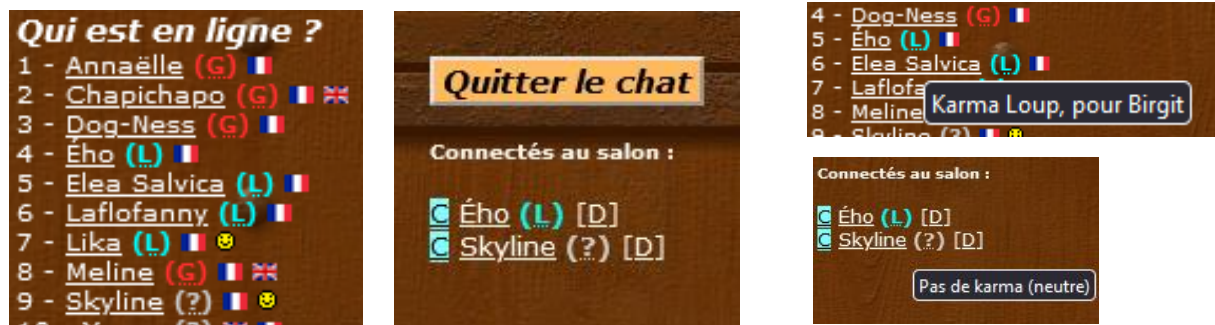 Qui est en ligne ?
1 - Annaëlle (G)
2 - Chapichapo (G)
3 - Dog-Ness (G)
4 - Ého (L)
5 - Elea Salvica (L)
6 - Laflofanny (L)
7 - Lika (L)
8 - Meline (G)
9 - Skyline (?)
Quitter le chat
Connectés au salon :
C Ého (L) [D]
C Skyline (?) [D]
4 - Dog-Ness (G)
5 - Ého (L)
6 - Elea Salvica (L)
7 - Laflofa
8 - Meline
Karma Loup, pour Birgit
9 - Skyline (?)
Connectés au salon :
C Ého (L) [D]
C Skyline (?) [D]
Pas de karma (neutre)